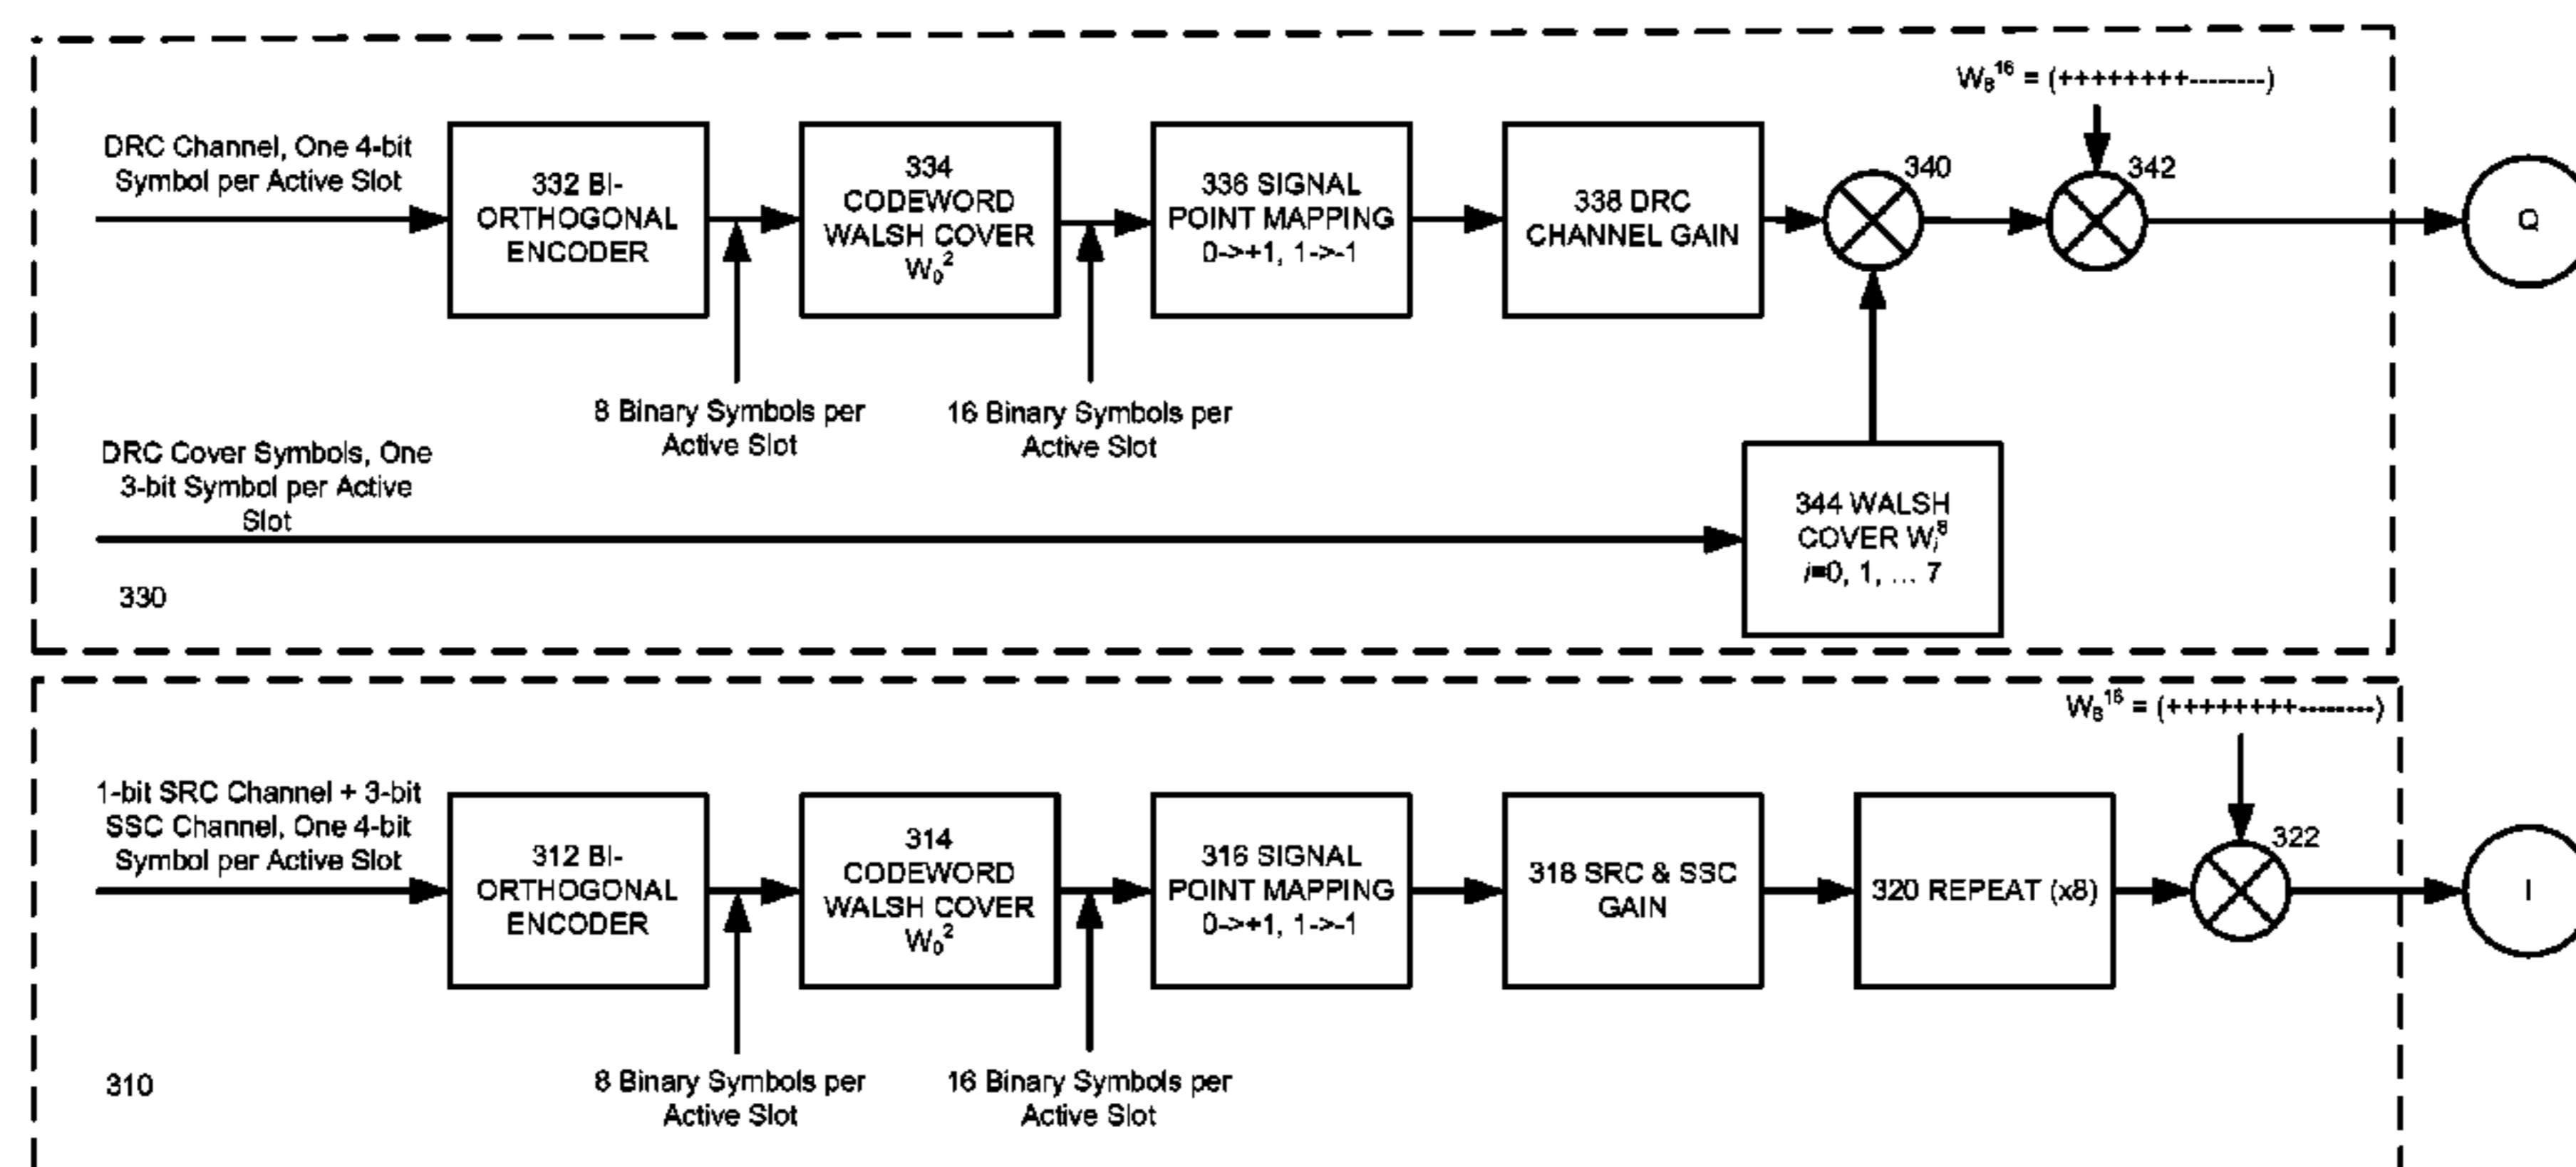 W₈¹⁶ = (++++++++--------)
DRC Channel, One 4-bit
Symbol per Active Slot
332 BI-
ORTHOGONAL
ENCODER
334
CODEWORD
WALSH COVER
W₀²
336 SIGNAL
POINT MAPPING
0->+1, 1->-1
338 DRC
CHANNEL GAIN
340
342
Q
8 Binary Symbols per
Active Slot
16 Binary Symbols per
Active Slot
DRC Cover Symbols, One
3-bit Symbol per Active
Slot
344 WALSH
COVER Wᵢ⁸
i=0, 1, ... 7
330
W₈¹⁶ = (++++++++--------)
1-bit SRC Channel + 3-bit
SSC Channel, One 4-bit
Symbol per Active Slot
312 BI-
ORTHOGONAL
ENCODER
314
CODEWORD
WALSH COVER
W₀²
316 SIGNAL
POINT MAPPING
0->+1, 1->-1
318 SRC & SSC
GAIN
320 REPEAT (x8)
322
I
8 Binary Symbols per
Active Slot
16 Binary Symbols per
Active Slot
310